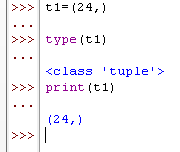 >>> t1=(24,)
...
>>> type(t1)
...
<class 'tuple'>
>>> print(t1)
...
(24,)
>>>